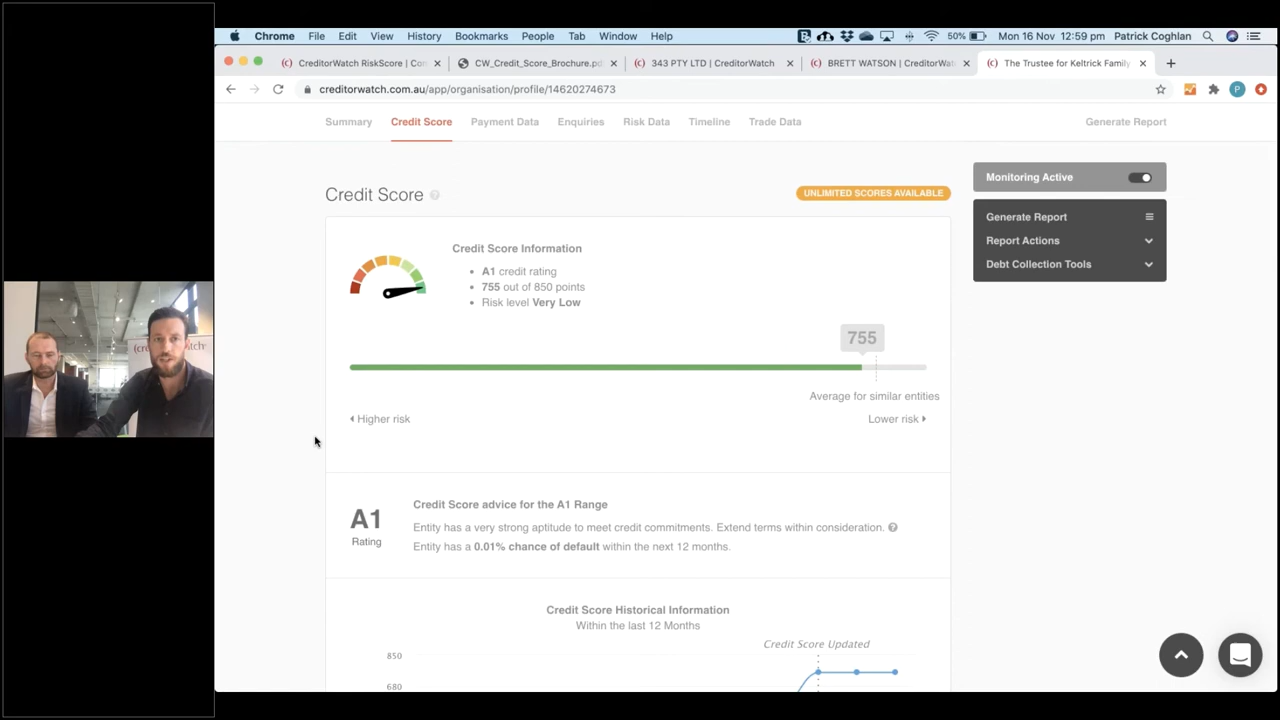 Chrome File Edit View History Bookmarks People Tab Window Help 50% Mon 16 Nov 12:59 pm Patrick Coghlan
CreditorWatch RiskScore | Con
CW_Credit_Score_Brochure.pd
343 PTY LTD | CreditorWatch
BRETT WATSON | CreditorWat
The Trustee for Keltrick Family
creditorwatch.com.au/app/organisation/profile/14620274673
P
Summary Credit Score Payment Data Enquiries Risk Data Timeline Trade Data Generate Report
Credit Score ?
UNLIMITED SCORES AVAILABLE
Monitoring Active
Generate Report
Report Actions
Debt Collection Tools
Credit Score Information
A1 credit rating
755 out of 850 points
Risk level Very Low
755
Average for similar entities
Higher risk
Lower risk
A1
Rating
Credit Score advice for the A1 Range
Entity has a very strong aptitude to meet credit commitments. Extend terms within consideration. ?
Entity has a 0.01% chance of default within the next 12 months.
Credit Score Historical Information
Within the last 12 Months
Credit Score Updated
850
680